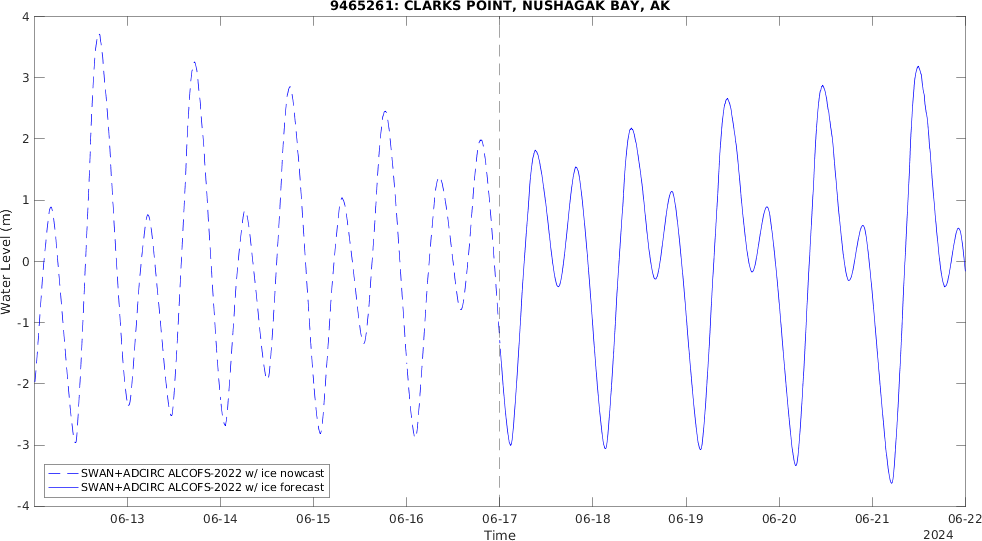 9465261: CLARKS POINT, NUSHAGAK BAY, AK
4
3
2
1
0
-1
-2
-3
-4
Water Level (m)
SWAN+ADCIRC ALCOFS-2022 w/ ice nowcast
SWAN+ADCIRC ALCOFS-2022 w/ ice forecast
06-13 06-14 06-15 06-16 06-17 06-18 06-19 06-20 06-21 06-22
Time
2024